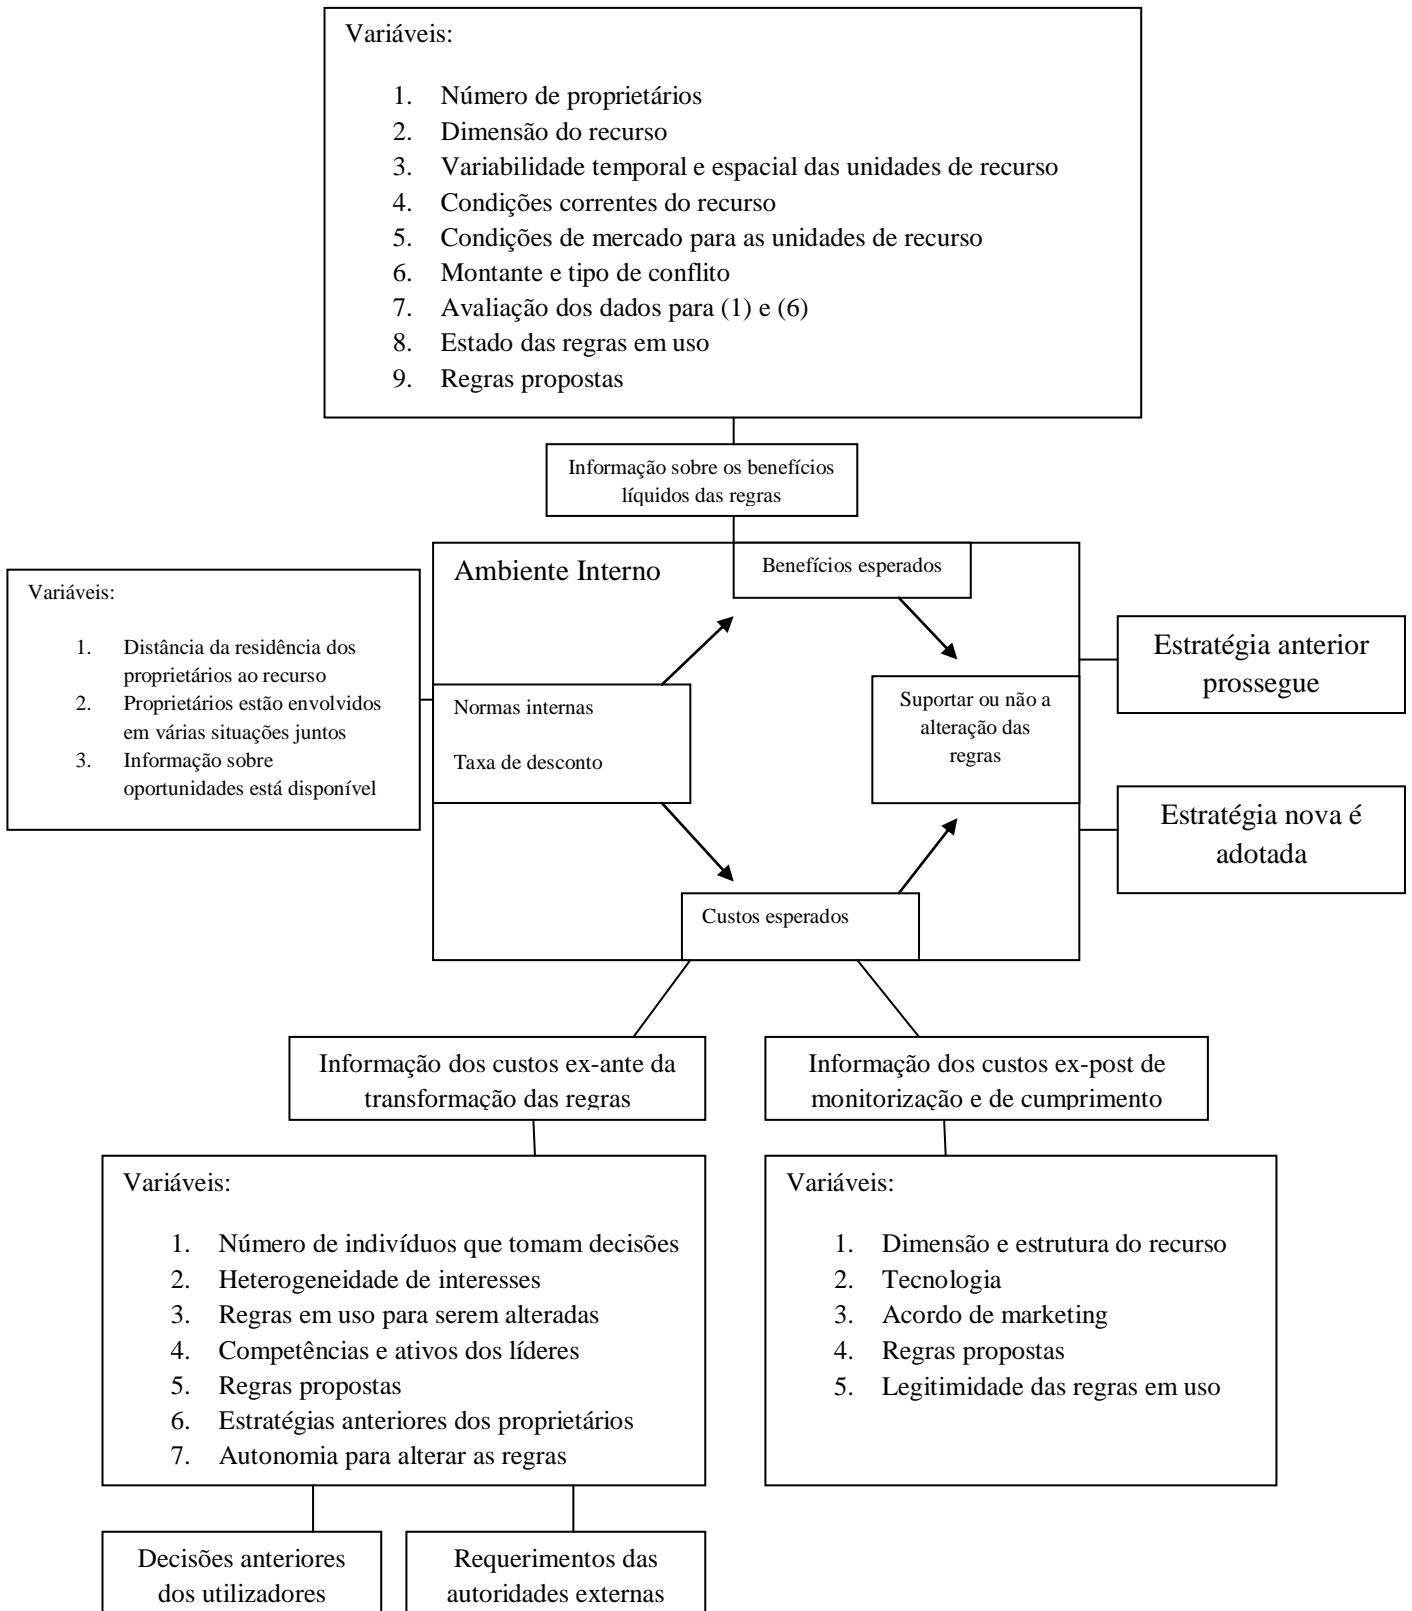 Variáveis:
1. Número de proprietários
2. Dimensão do recurso
3. Variabilidade temporal e espacial das unidades de recurso
4. Condições correntes do recurso
5. Condições de mercado para as unidades de recurso
6. Montante e tipo de conflito
7. Avaliação dos dados para (1) e (6)
8. Estado das regras em uso
9. Regras propostas
Informação sobre os benefícios
líquidos das regras
Variáveis:
1. Distância da residência dos
proprietários ao recurso
2. Proprietários estão envolvidos
em várias situações juntos
3. Informação sobre
oportunidades está disponível
Ambiente Interno
Benefícios esperados
Normas internas
Taxa de desconto
Suportar ou não a
alteração das
regras
Custos esperados
Estratégia anterior
prossegue
Estratégia nova é
adotada
Informação dos custos ex-ante da
transformação das regras
Informação dos custos ex-post de
monitorização e de cumprimento
Variáveis:
1. Número de indivíduos que tomam decisões
2. Heterogeneidade de interesses
3. Regras em uso para serem alteradas
4. Competências e ativos dos líderes
5. Regras propostas
6. Estratégias anteriores dos proprietários
7. Autonomia para alterar as regras
Variáveis:
1. Dimensão e estrutura do recurso
2. Tecnologia
3. Acordo de marketing
4. Regras propostas
5. Legitimidade das regras em uso
Decisões anteriores
dos utilizadores
Requerimentos das
autoridades externas